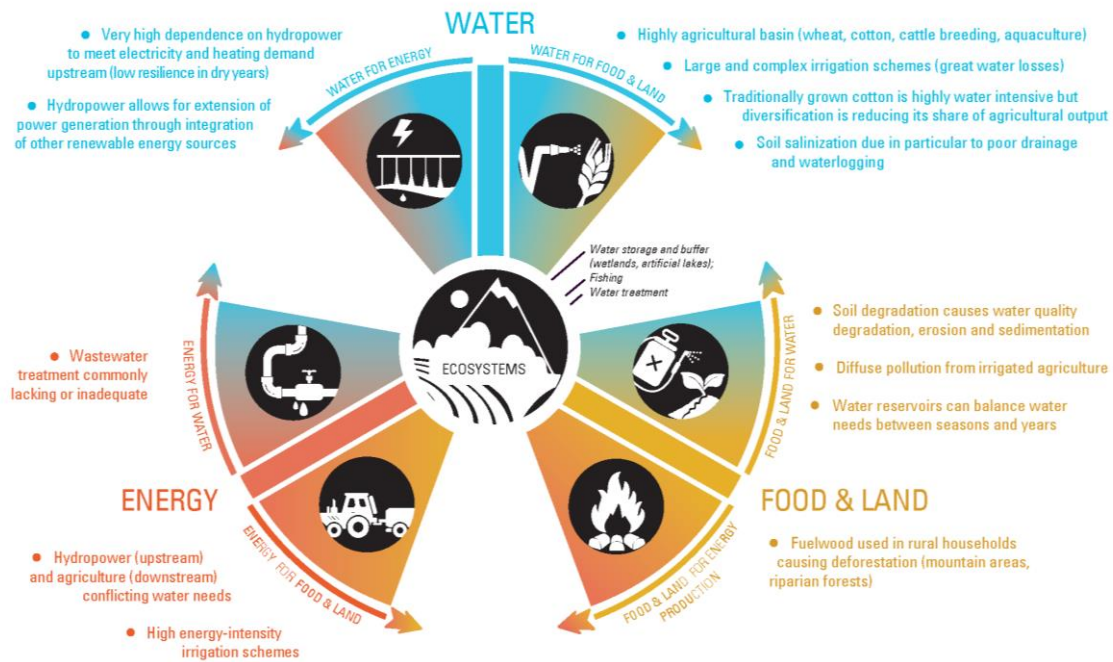 WATER
● Very high dependence on hydropower
to meet electricity and heating demand
upstream (low resilience in dry years)
● Hydropower allows for extension of
power generation through integration
of other renewable energy sources
WATER FOR ENERGY
WATER FOR FOOD & LAND
● Highly agricultural basin (wheat, cotton, cattle breeding, aquaculture)
● Large and complex irrigation schemes (great water losses)
● Traditionally grown cotton is highly water intensive but
diversification is reducing its share of agricultural output
● Soil salinization due in particular to poor drainage
and waterlogging
Water storage and buffer
(wetlands, artificial lakes);
Fishing
Water treatment
ECOSYSTEMS
● Wastewater
treatment commonly
lacking or inadequate
ENERGY FOR WATER
FOOD & LAND FOR WATER
● Soil degradation causes water quality
degradation, erosion and sedimentation
● Diffuse pollution from irrigated agriculture
● Water reservoirs can balance water
needs between seasons and years
ENERGY
● Hydropower (upstream)
and agriculture (downstream)
conflicting water needs
● High energy-intensity
irrigation schemes
ENERGY FOR FOOD & LAND
FOOD & LAND FOR ENERGY
PRODUCTION
FOOD & LAND
● Fuelwood used in rural households
causing deforestation (mountain areas,
riparian forests)